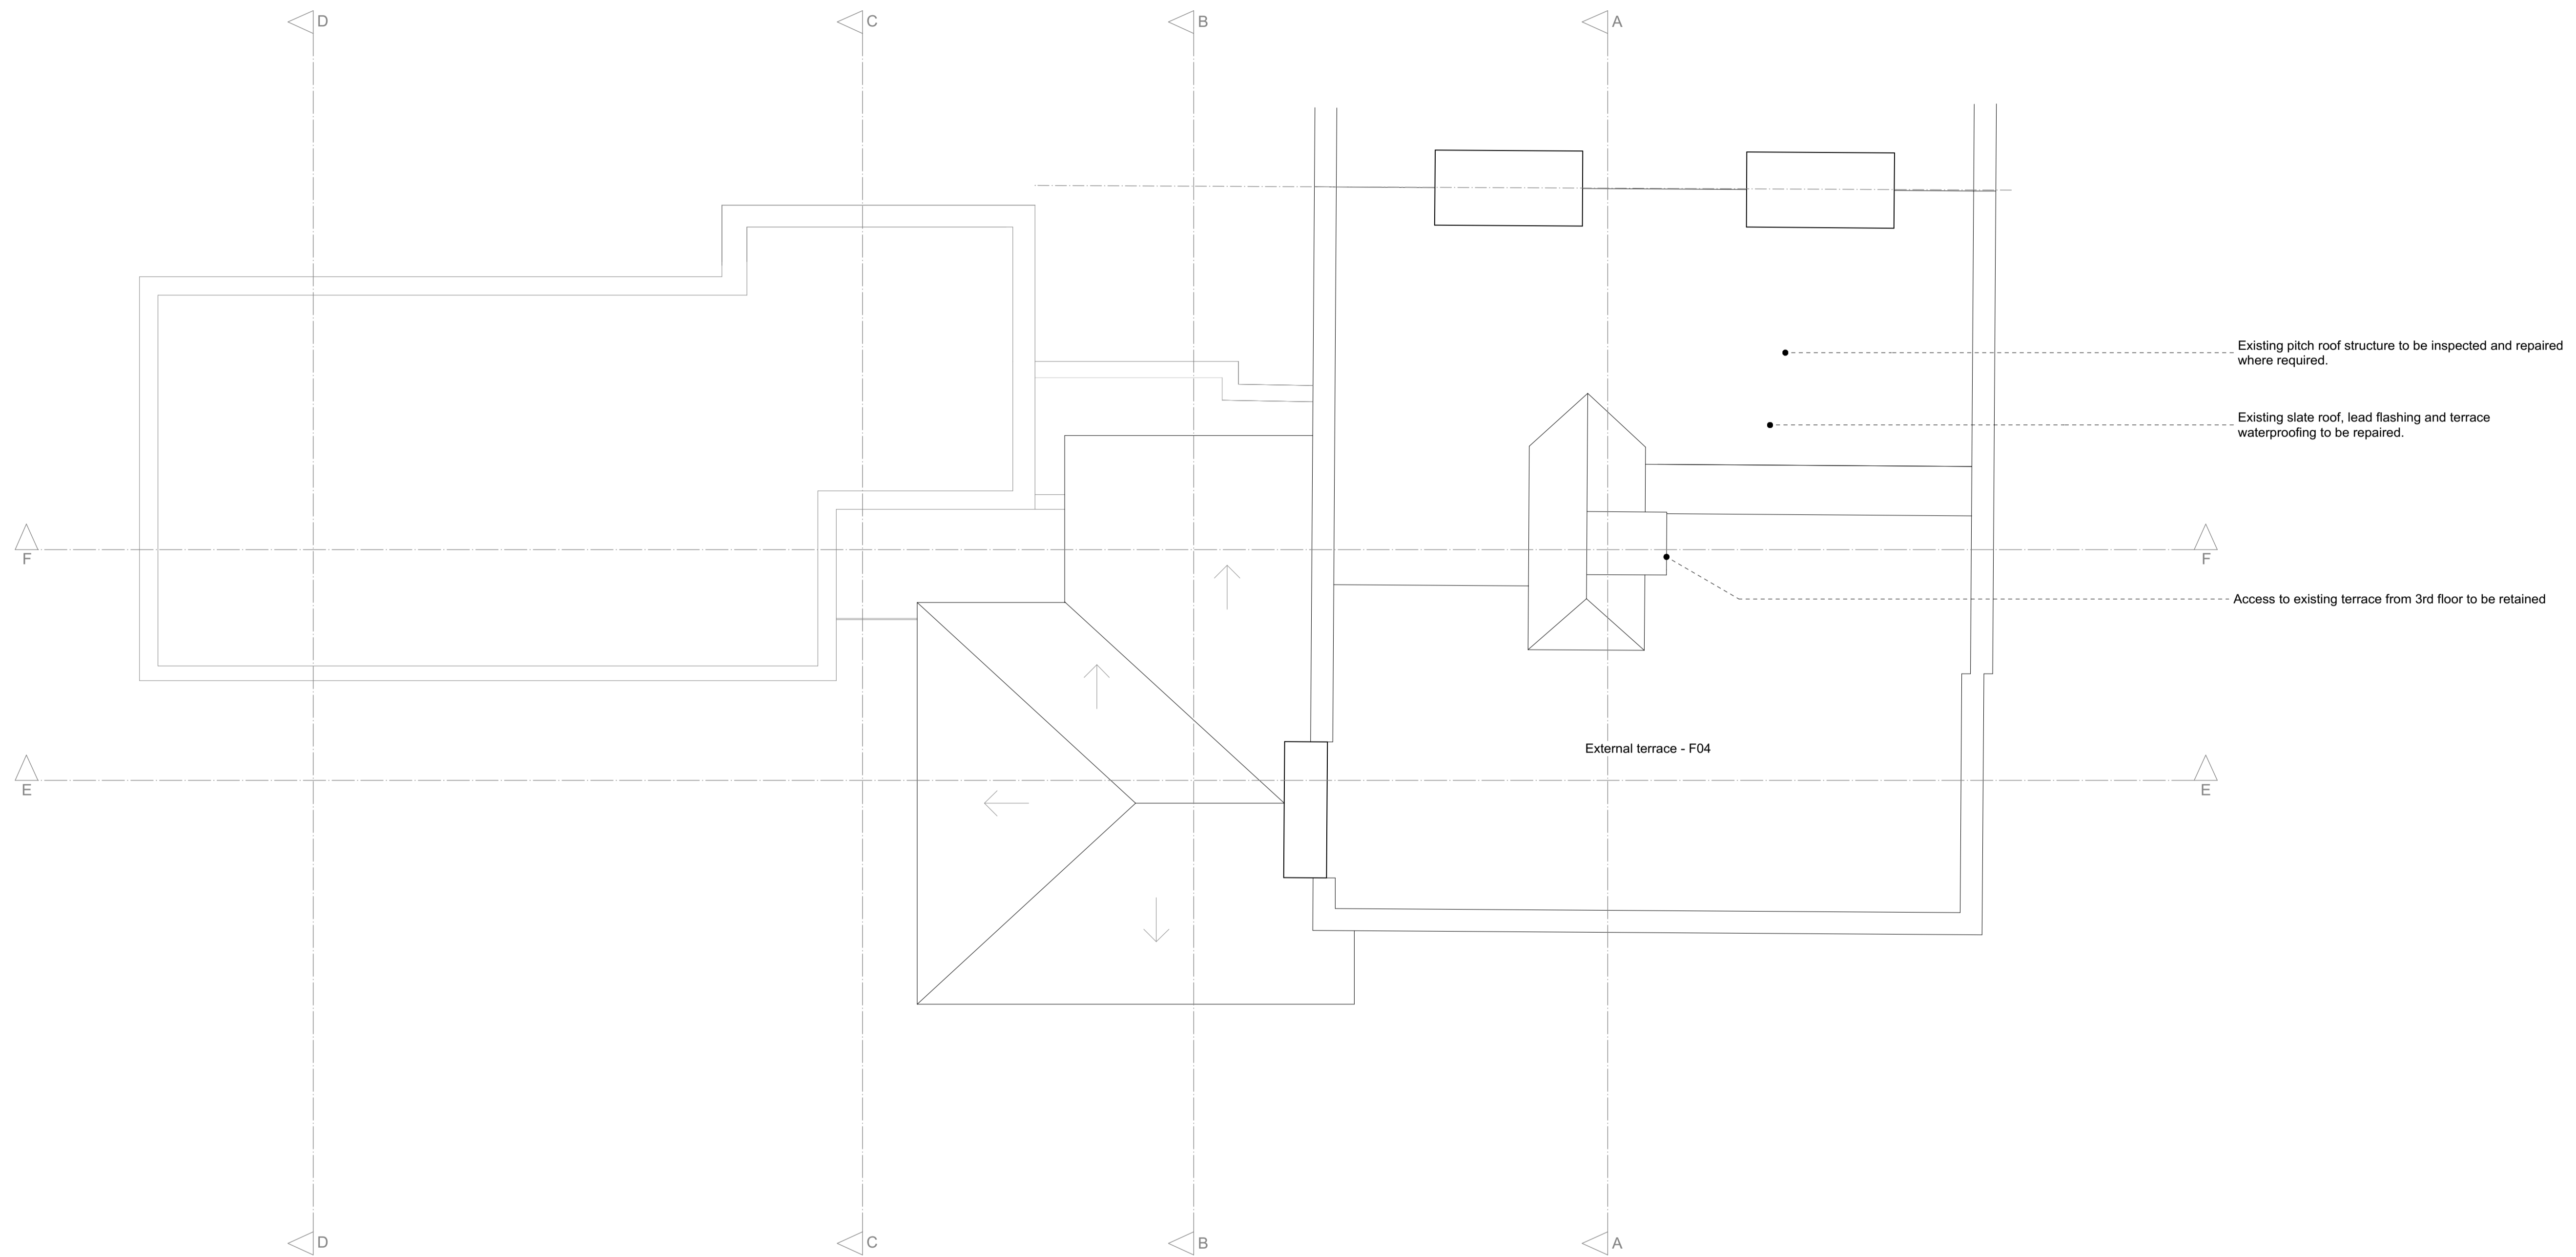 D
C
B
A
Existing pitch roof structure to be inspected and repaired
where required.
Existing slate roof, lead flashing and terrace
waterproofing to be repaired.
F
F
Access to existing terrace from 3rd floor to be retained
External terrace - F04
E
E
D
C
B
A